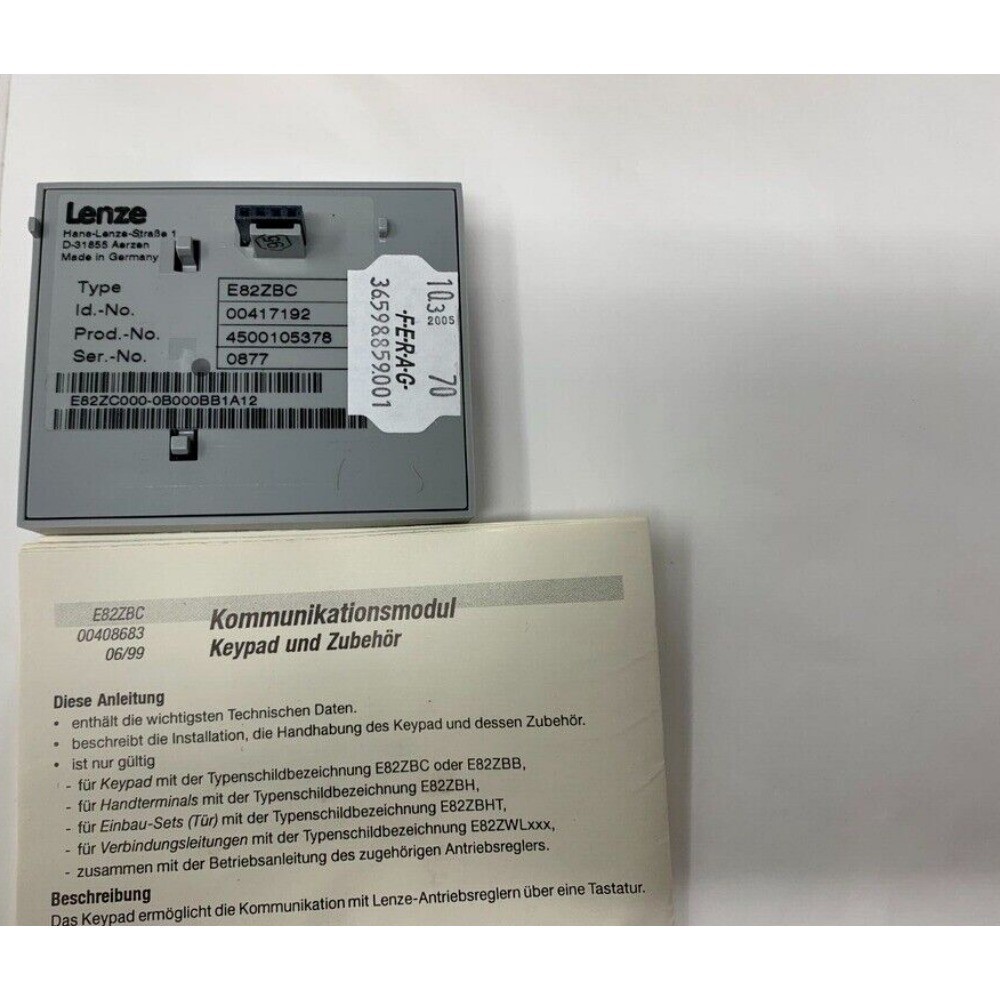 Lenze
Hans-Lenze-Straße 1
D-31855 Aerzen
Made in Germany
Type E82ZBC
Id.-No. 00417192
Prod.-No. 4500105378
Ser.-No. 0877
E82ZC000-0B000BB1A12
10.3 70
2005
-F-E-R-A-G-
36598859.001
E82ZBC
00408683
06/99
Kommunikationsmodul
Keypad und Zubehör
Diese Anleitung
• enthält die wichtigsten Technischen Daten.
• beschreibt die Installation, die Handhabung des Keypad und dessen Zubehör.
• ist nur gültig
- für Keypad mit der Typenschildbezeichnung E82ZBC oder E82ZBB,
- für Handterminals mit der Typenschildbezeichnung E82ZBH,
- für Einbau-Sets (Tür) mit der Typenschildbezeichnung E82ZBHT,
- für Verbindungsleitungen mit der Typenschildbezeichnung E82ZWLxxx,
- zusammen mit der Betriebsanleitung des zugehörigen Antriebsreglers.
Beschreibung
Das Keypad ermöglicht die Kommunikation mit Lenze-Antriebsreglern über eine Tastatur.